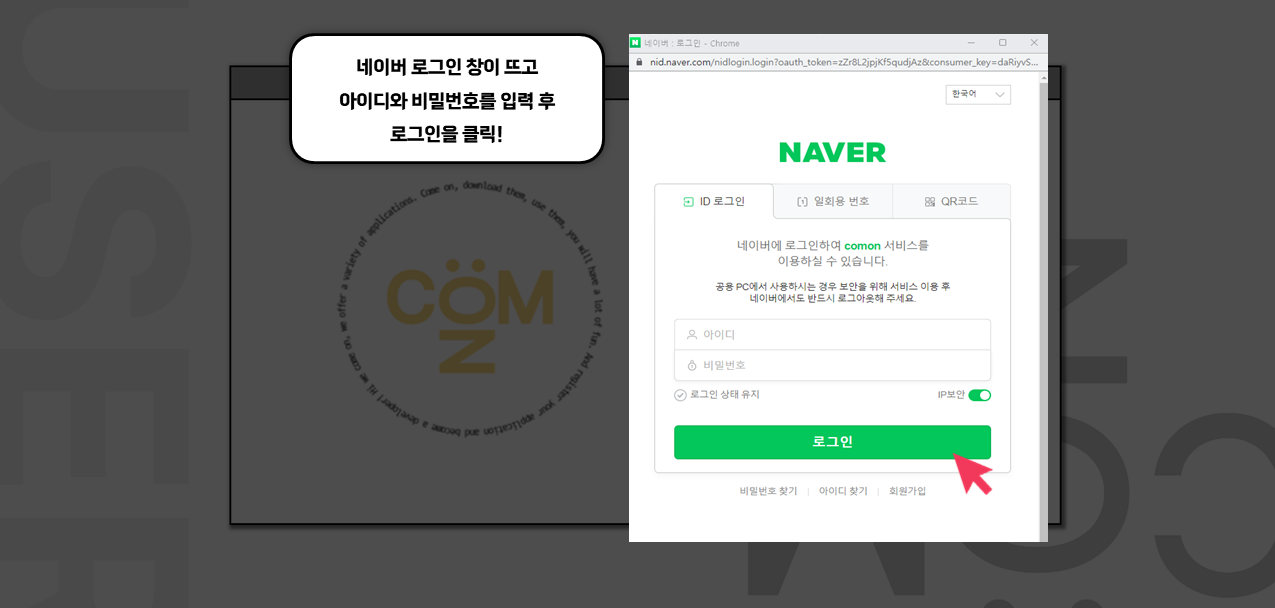 네이버 로그인 창이 뜨고
아이디와 비밀번호를 입력 후
로그인을 클릭!
네이버 : 로그인 - Chrome
nid.naver.com/nidlogin.login?oauth_token=zZr8L2jpjKf5qudjAz&consumer_key=daRiyvS...
한국어
NAVER
ID 로그인
일회용 번호
QR코드
네이버에 로그인하여 comon 서비스를
이용하실 수 있습니다.
공용 PC에서 사용하시는 경우 보안을 위해 서비스 이용 후
네이버에서도 반드시 로그아웃해 주세요.
아이디
비밀번호
로그인 상태 유지
IP보안
로그인
비밀번호 찾기
아이디 찾기
회원가입
Hi! we come on, we offer a variety of applications. Come on, download them, use them, you will have a lot of fun. And register your application and become a developer!
CÖM
Z
USER